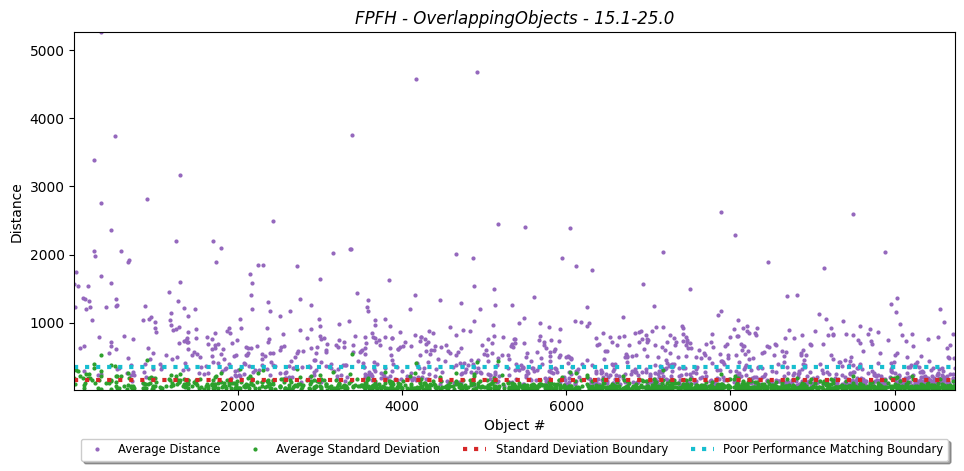 FPFH - OverlappingObjects - 15.1-25.0
5000
4000
3000
2000
1000
Distance
2000 4000 6000 8000 10000
Object #
Average Distance Average Standard Deviation Standard Deviation Boundary Poor Performance Matching Boundary